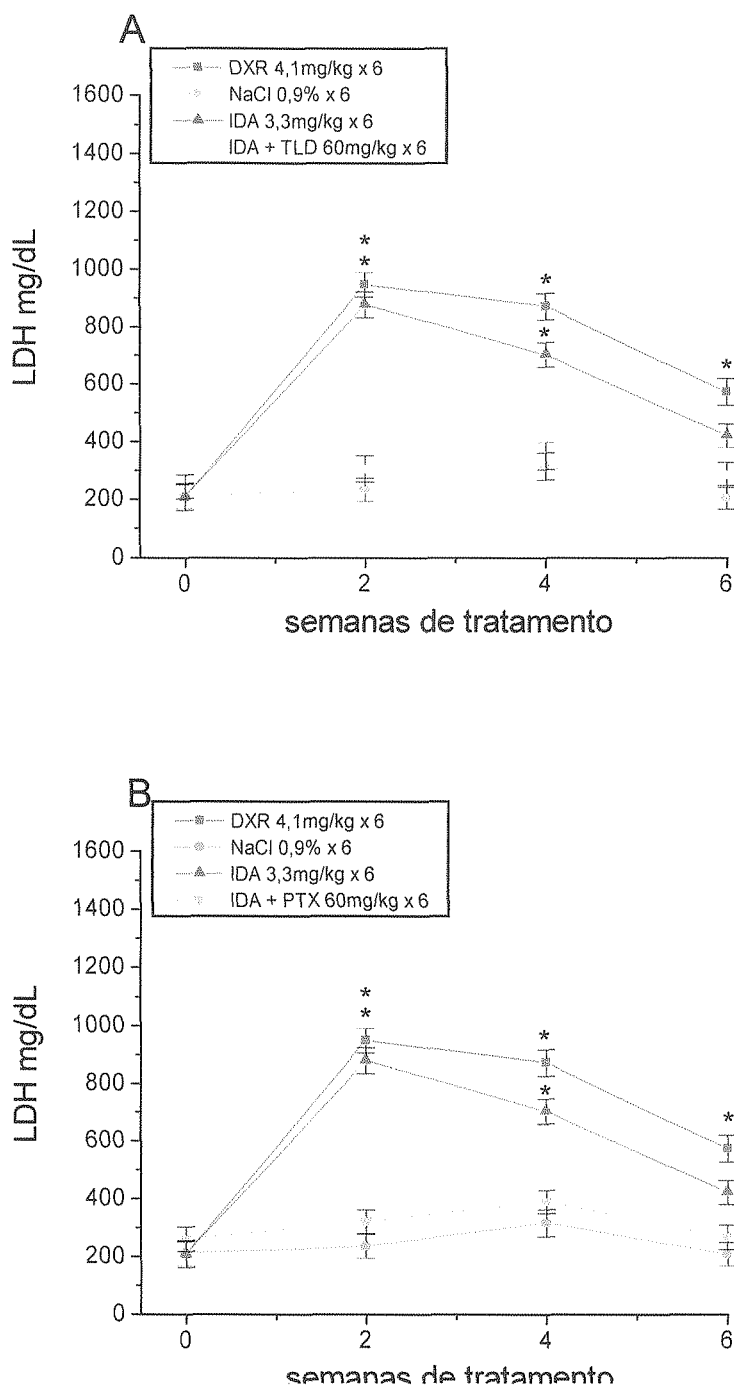 A
DXR 4,1mg/kg x 6
NaCl 0,9% x 6
IDA 3,3mg/kg x 6
IDA + TLD 60mg/kg x 6
1600
1400
1200
1000
800
600
400
200
0
LDH mg/dL
* * * * *
0 2 4 6
semanas de tratamento
B
DXR 4,1mg/kg x 6
NaCl 0,9% x 6
IDA 3,3mg/kg x 6
IDA + PTX 60mg/kg x 6
1600
1400
1200
1000
800
600
400
200
0
LDH mg/dL
* * * * *
0 2 4 6
semanas de tratamento